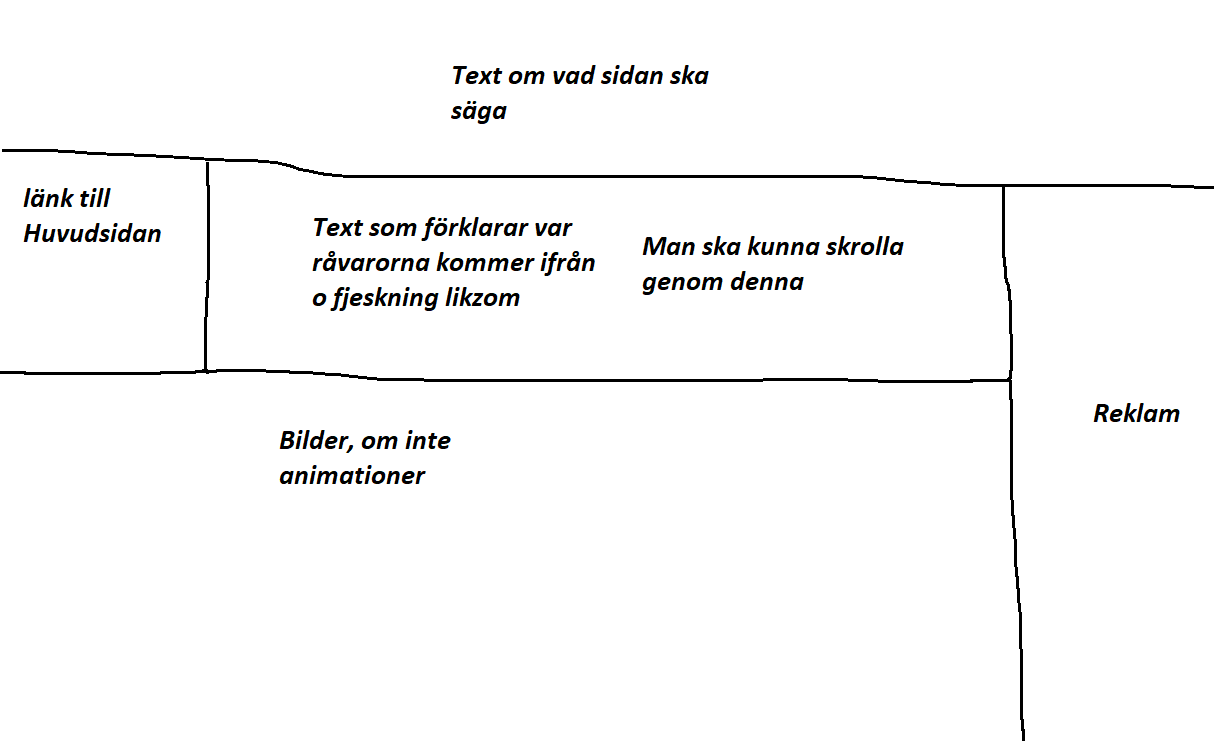 Text om vad sidan ska
säga
länk till
Huvudsidan
Text som förklarar var
råvarorna kommer ifrån
o fjeskning likzom
Man ska kunna skrolla
genom denna
Reklam
Bilder, om inte
animationer